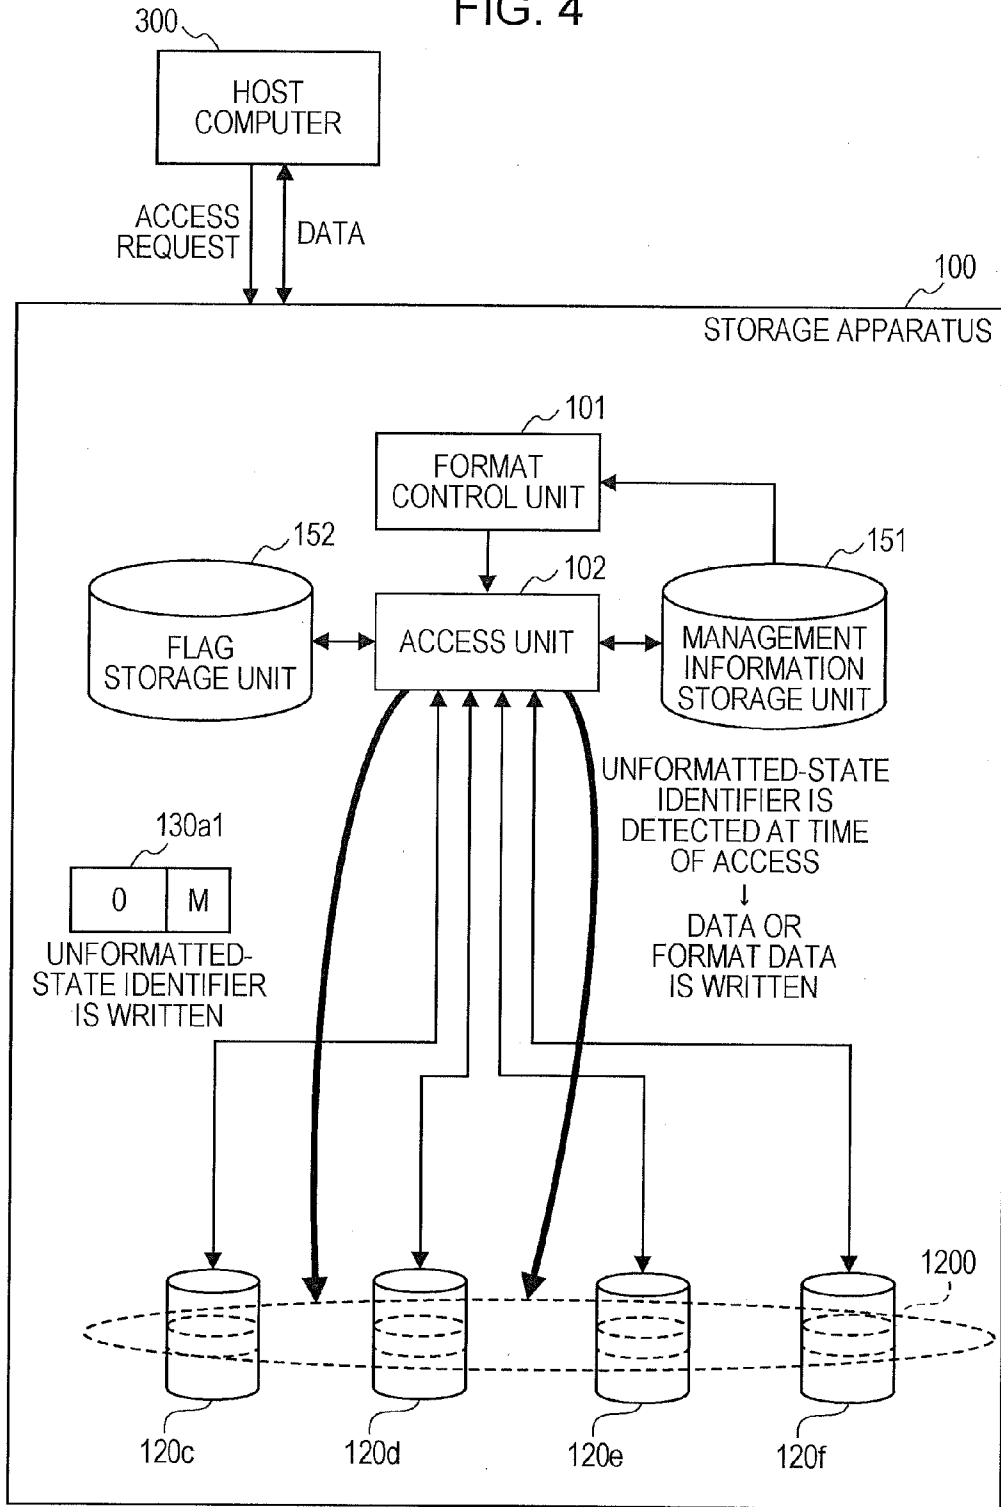 FIG. 4
300
HOST
COMPUTER
ACCESS
REQUEST
DATA
100
STORAGE APPARATUS
101
FORMAT
CONTROL UNIT
152
102
151
FLAG
STORAGE UNIT
ACCESS UNIT
MANAGEMENT
INFORMATION
STORAGE UNIT
UNFORMATTED-STATE
IDENTIFIER IS
DETECTED AT TIME
OF ACCESS
↓
DATA OR
FORMAT DATA
IS WRITTEN
130a1
0 M
UNFORMATTED-
STATE IDENTIFIER
IS WRITTEN
1200
120c
120d
120e
120f